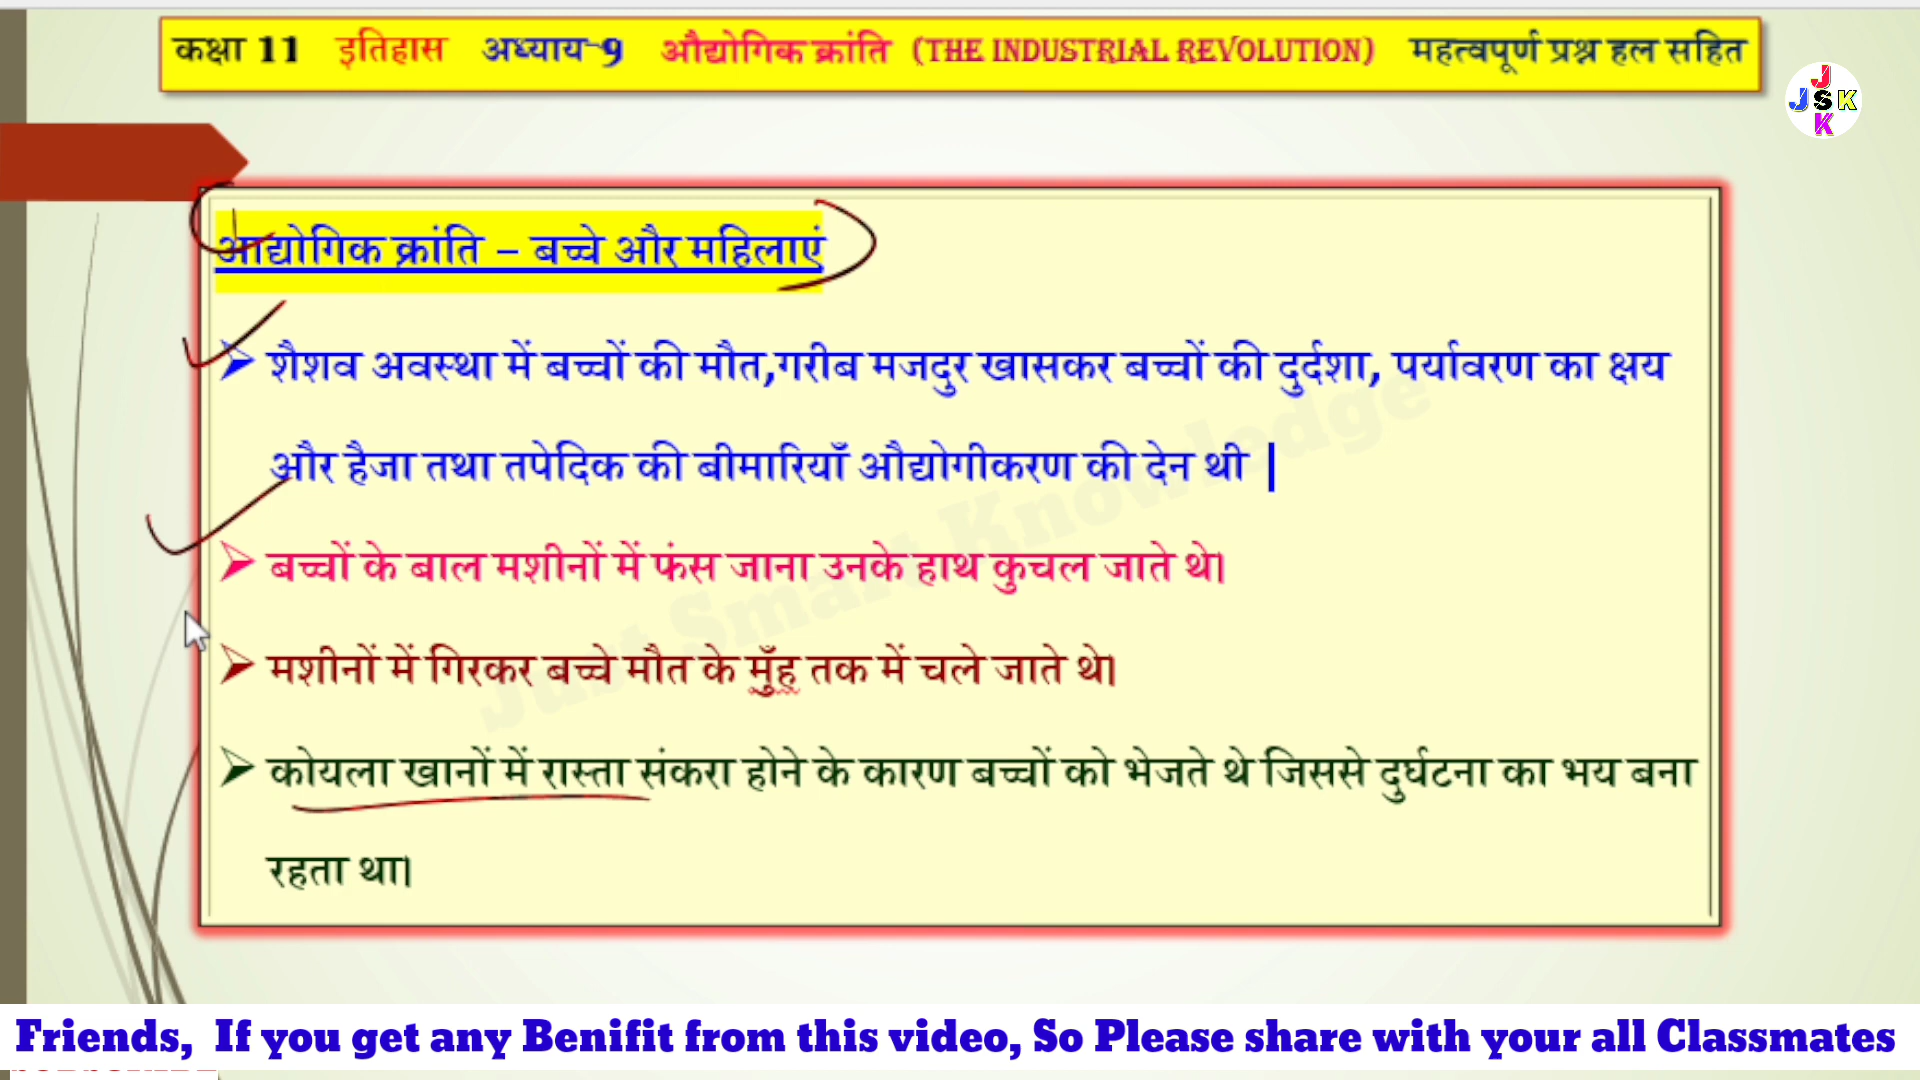 कक्षा 11 इतिहास अध्याय-9 औद्योगिक क्रांति (THE INDUSTRIAL REVOLUTION) महत्वपूर्ण प्रश्न हल सहित
J
J S K
K
औद्योगिक क्रांति – बच्चे और महिलाएं
शैशव अवस्था में बच्चों की मौत,गरीब मजदुर खासकर बच्चों की दुर्दशा, पर्यावरण का क्षय
और हैजा तथा तपेदिक की बीमारियाँ औद्योगीकरण की देन थी |
बच्चों के बाल मशीनों में फंस जाना उनके हाथ कुचल जाते थे।
मशीनों में गिरकर बच्चे मौत के मुँह तक में चले जाते थे।
कोयला खानों में रास्ता संकरा होने के कारण बच्चों को भेजते थे जिससे दुर्घटना का भय बना
रहता था।
Just Smart Knowledge
Friends, If you get any Benifit from this video, So Please share with your all Classmates